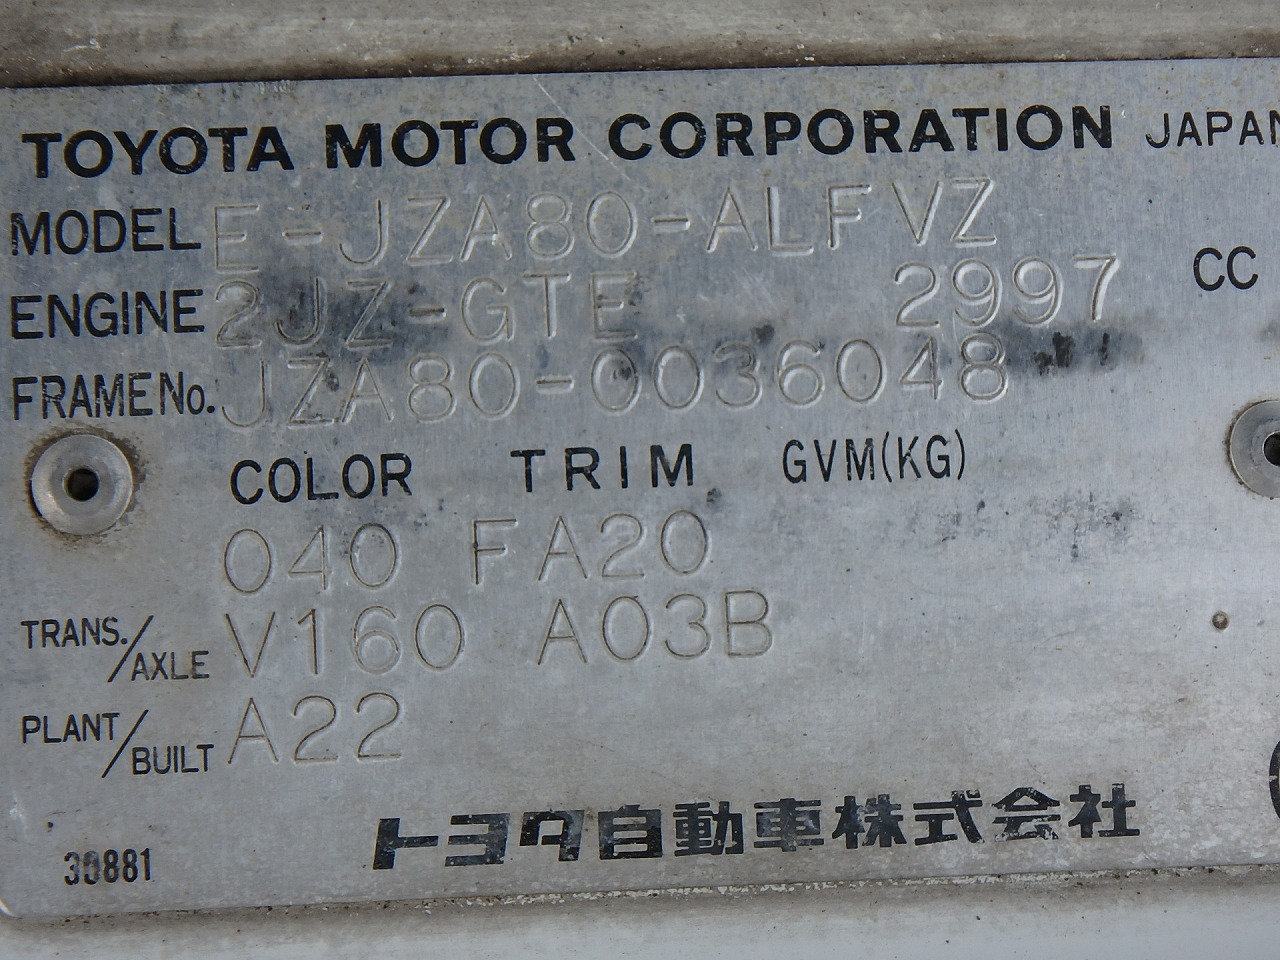 TOYOTA MOTOR CORPORATION JAPAN
MODEL E-JZA80-ALFVZ
ENGINE 2JZ-GTE 2997 CC
FRAME No. JZA80-0036048
COLOR TRIM GVM(KG)
040 FA20
TRANS./AXLE V160 A03B
PLANT/BUILT A22
トヨタ自動車株式会社
30881